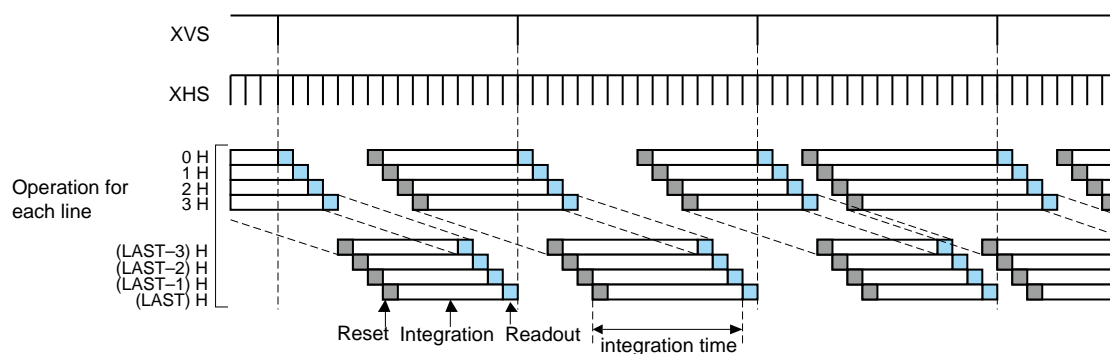 XVS
XHS
Operation for
each line
0 H
1 H
2 H
3 H
(LAST–3) H
(LAST–2) H
(LAST–1) H
(LAST) H
Reset
Integration
Readout
integration time